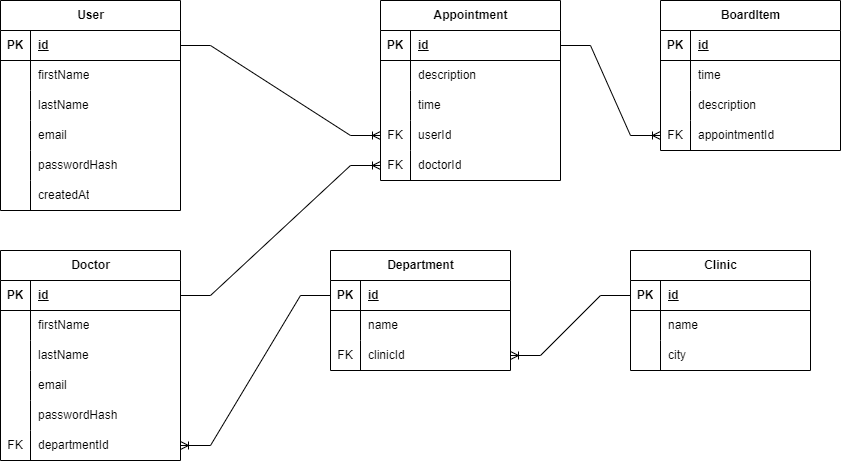 User
PK id
firstName
lastName
email
passwordHash
createdAt
Appointment
PK id
description
time
FK userId
FK doctorId
BoardItem
PK id
time
description
FK appointmentId
Doctor
PK id
firstName
lastName
email
passwordHash
FK departmentId
Department
PK id
name
FK clinicId
Clinic
PK id
name
city